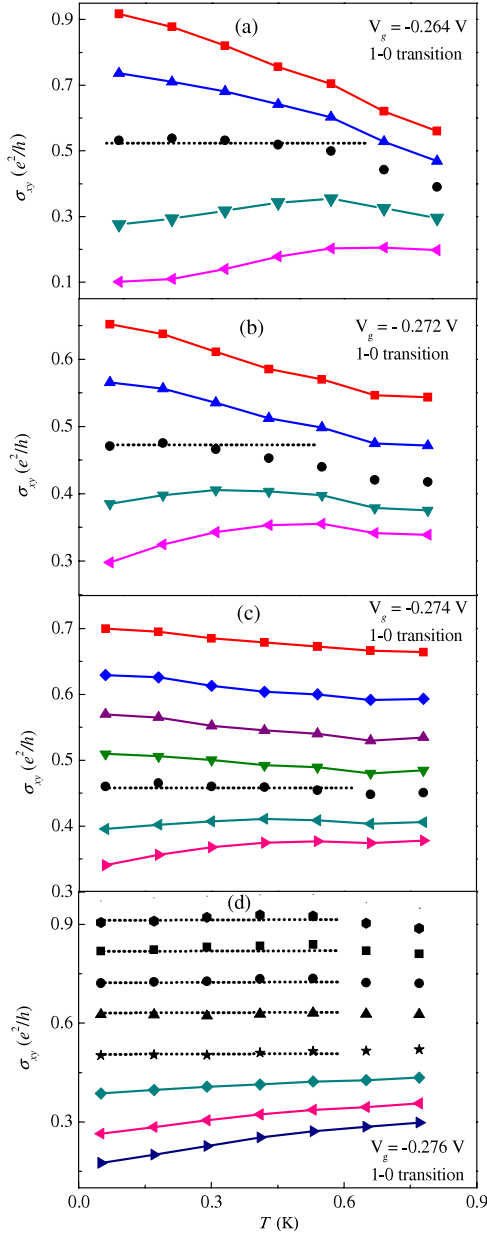 (a)
V_g = -0.264 V
1-0 transition
0.9
0.7
0.5
0.3
0.1
σ_xy (e²/h)
(b)
V_g = - 0.272 V
1-0 transition
0.6
0.5
0.4
0.3
σ_xy (e²/h)
(c)
V_g = -0.274 V
1-0 transition
0.7
0.6
0.5
0.4
0.3
σ_xy (e²/h)
(d)
0.9
0.6
0.3
σ_xy (e²/h)
V_g = -0.276 V
1-0 transition
0.0 0.3 0.6 0.9
T (K)